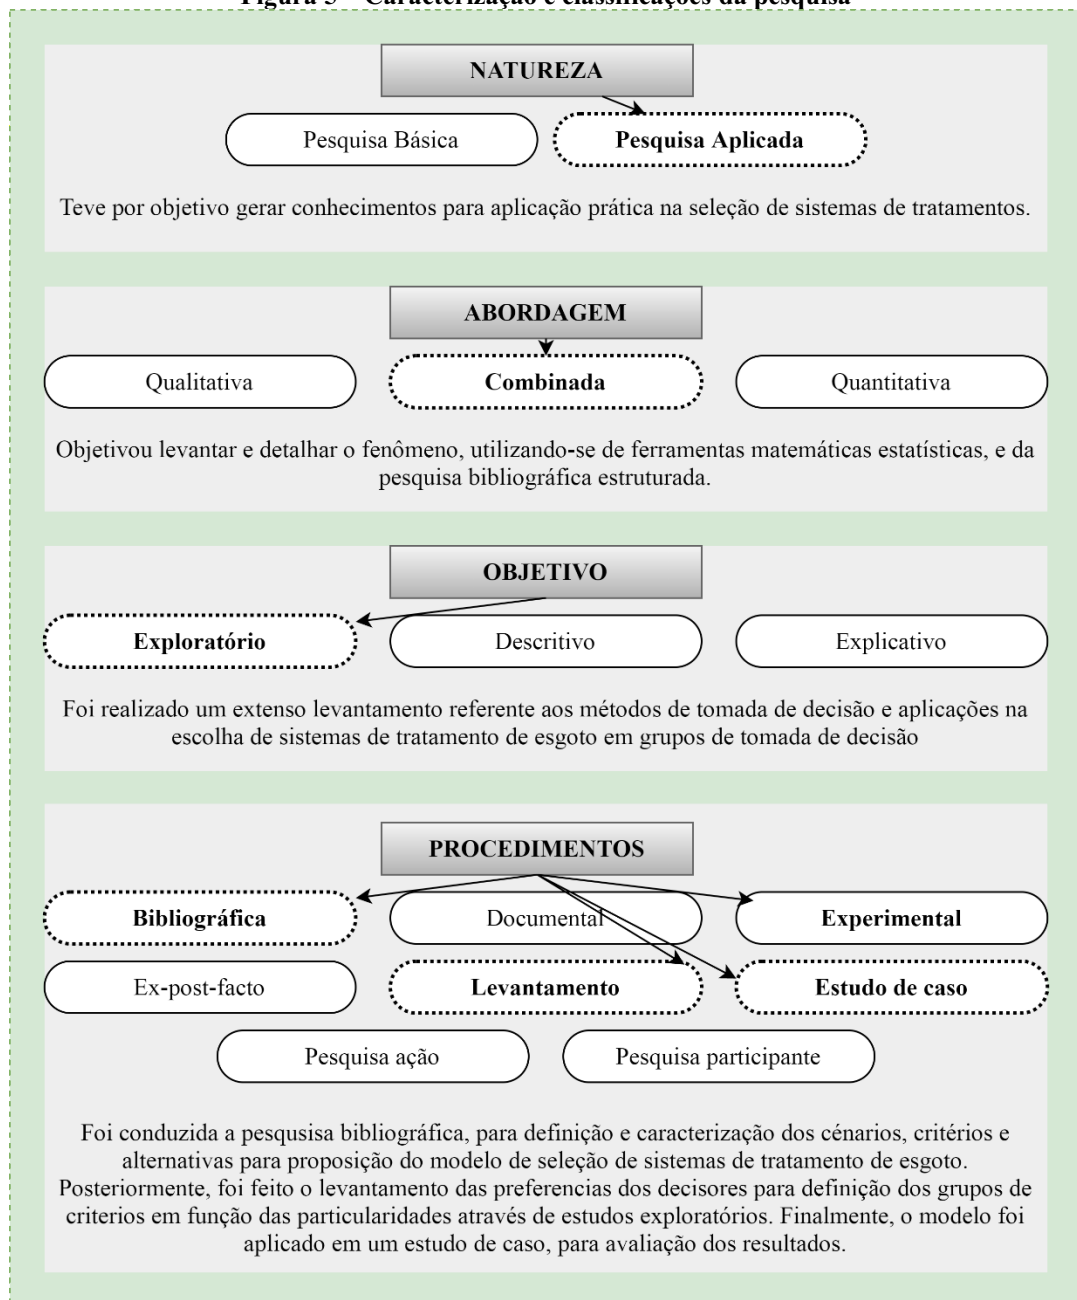 Figura 3 – Caracterização e classificações da pesquisa
NATUREZA
Pesquisa Básica
Pesquisa Aplicada
Teve por objetivo gerar conhecimentos para aplicação prática na seleção de sistemas de tratamentos.
ABORDAGEM
Qualitativa
Combinada
Quantitativa
Objetivou levantar e detalhar o fenômeno, utilizando-se de ferramentas matemáticas estatísticas, e da
pesquisa bibliográfica estruturada.
OBJETIVO
Exploratório
Descritivo
Explicativo
Foi realizado um extenso levantamento referente aos métodos de tomada de decisão e aplicações na
escolha de sistemas de tratamento de esgoto em grupos de tomada de decisão
PROCEDIMENTOS
Bibliográfica
Documental
Experimental
Ex-post-facto
Levantamento
Estudo de caso
Pesquisa ação
Pesquisa participante
Foi conduzida a pesqusisa bibliográfica, para definição e caracterização dos cénarios, critérios e
alternativas para proposição do modelo de seleção de sistemas de tratamento de esgoto.
Posteriormente, foi feito o levantamento das preferencias dos decisores para definição dos grupos de
criterios em função das particularidades através de estudos exploratórios. Finalmente, o modelo foi
aplicado em um estudo de caso, para avaliação dos resultados.